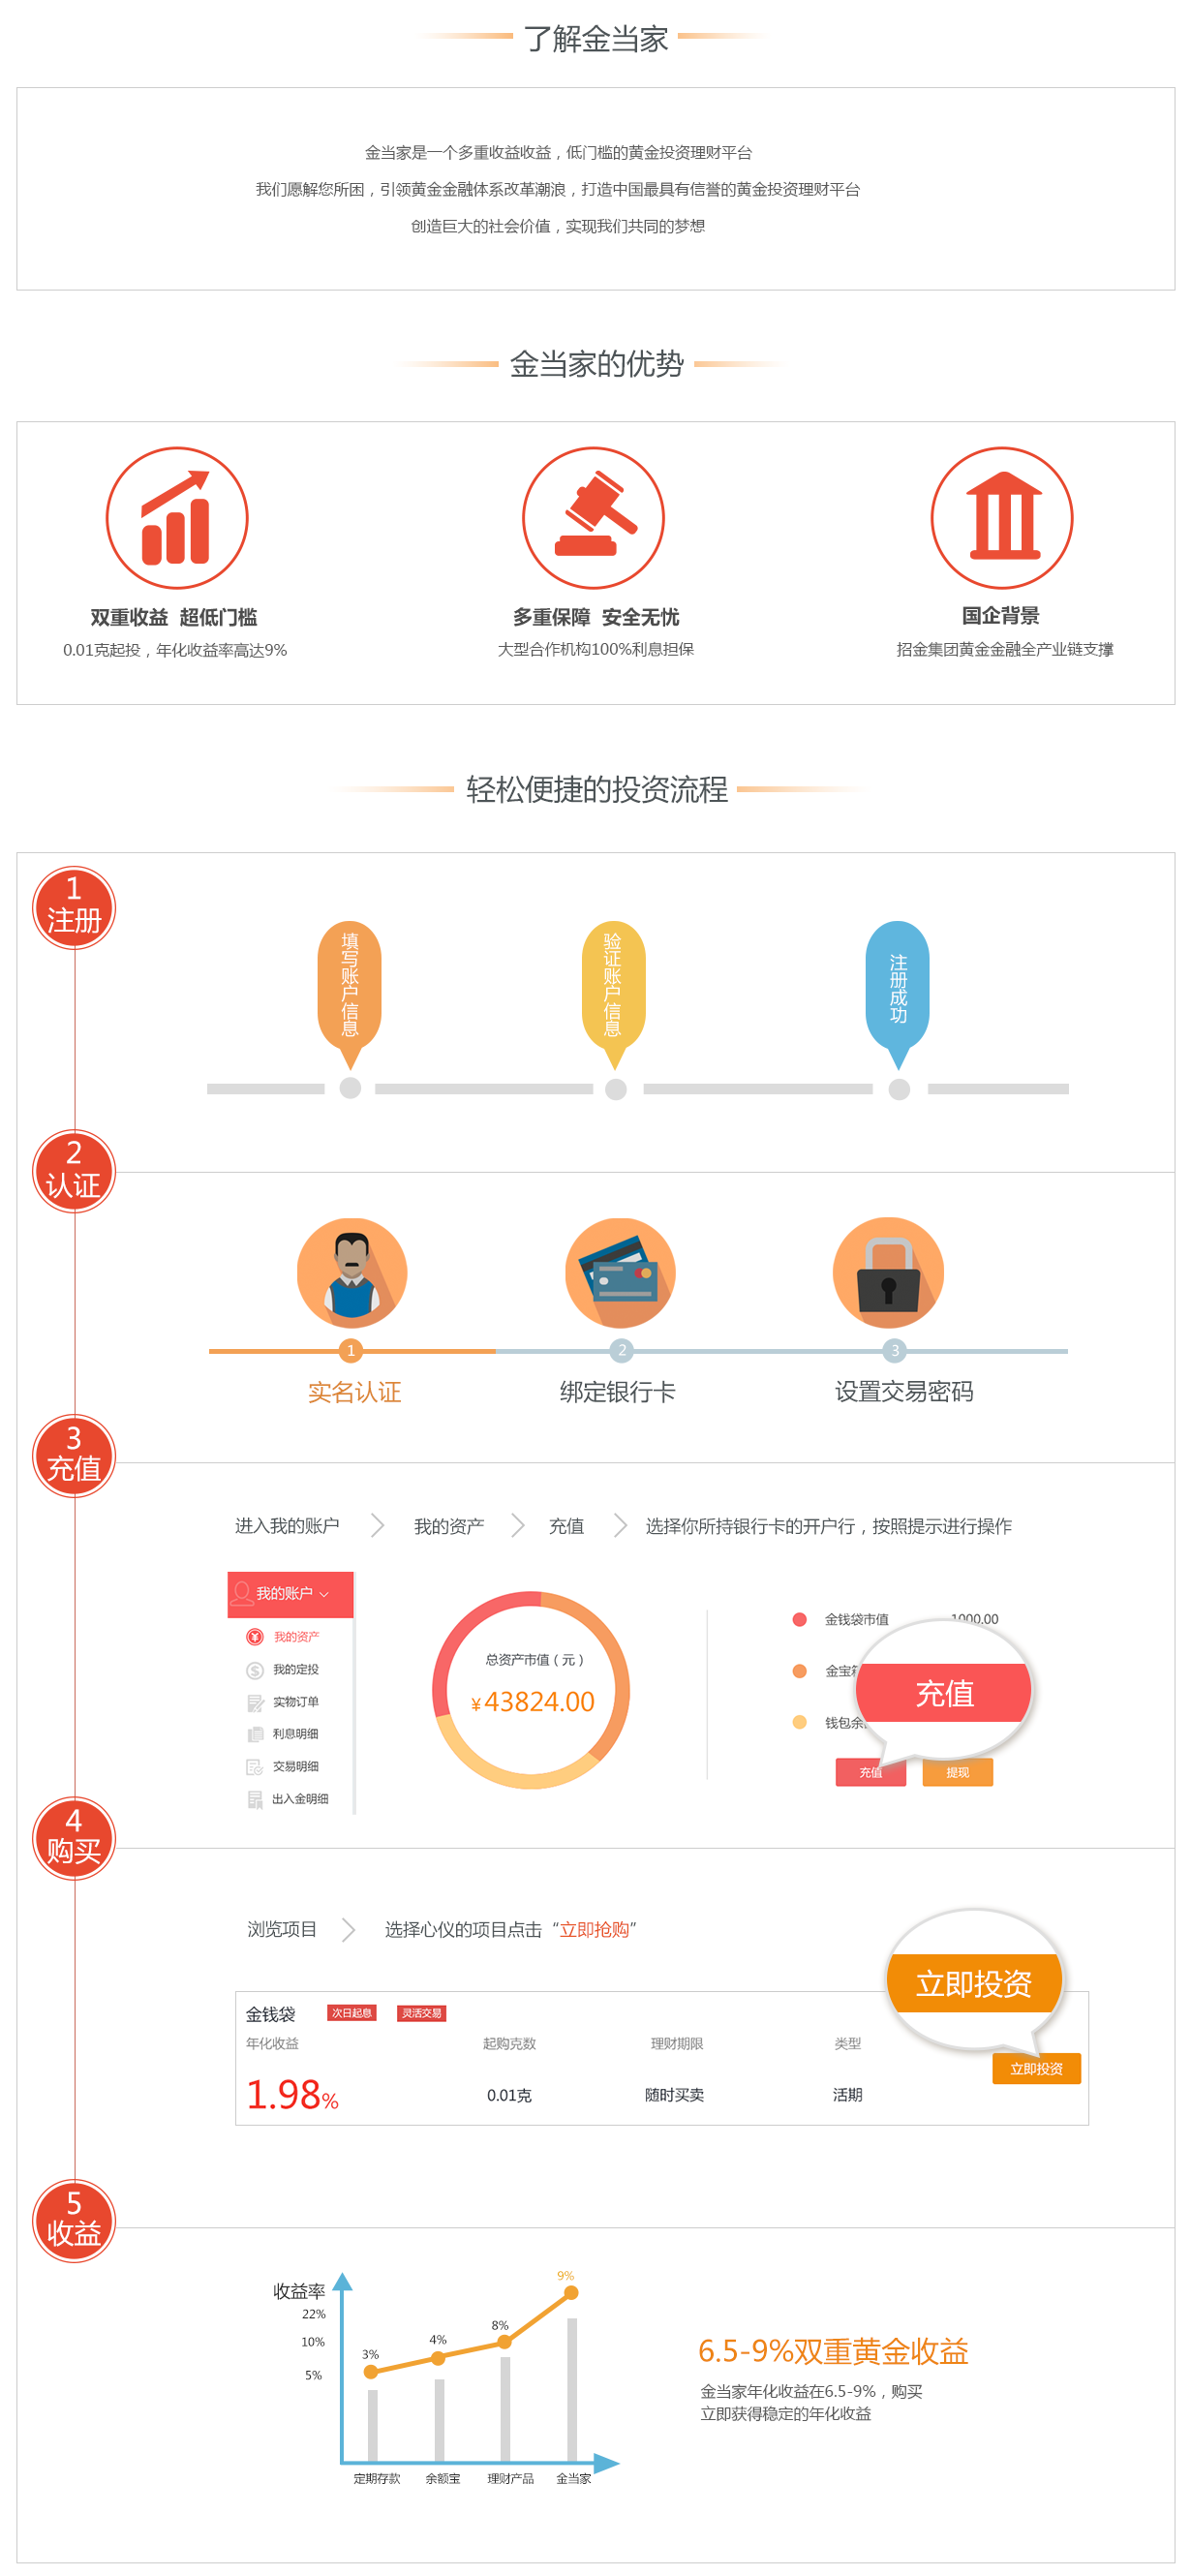 了解金当家
金当家是一个多重收益收益，低门槛的黄金投资理财平台
我们愿解您所困，引领黄金金融体系改革潮浪，打造中国最具有信誉的黄金投资理财平台
创造巨大的社会价值，实现我们共同的梦想
金当家的优势
双重收益 超低门槛
0.01克起投，年化收益率高达9%
多重保障 安全无忧
大型合作机构100%利息担保
国企背景
招金集团黄金金融全产业链支撑
轻松便捷的投资流程
1
注册
填写账户信息
验证账户信息
注册成功
2
认证
1
2
3
实名认证
绑定银行卡
设置交易密码
3
充值
进入我的账户
我的资产
充值
选择你所持银行卡的开户行，按照提示进行操作
我的账户
我的资产
我的定投
实物订单
利息明细
交易明细
出入金明细
总资产市值（元）
¥43824.00
金钱袋市值 1000.00
金宝
钱包余
充值
充值
提现
4
购买
浏览项目
选择心仪的项目点击“立即抢购”
立即投资
金钱袋 次日起息 灵活交易
年化收益 起购克数 理财期限 类型
1.98% 0.01克 随时买卖 活期
立即投资
5
收益
收益率
22%
10%
5%
3%
4%
8%
9%
定期存款 余额宝 理财产品 金当家
6.5-9%双重黄金收益
金当家年化收益在6.5-9%，购买
立即获得稳定的年化收益